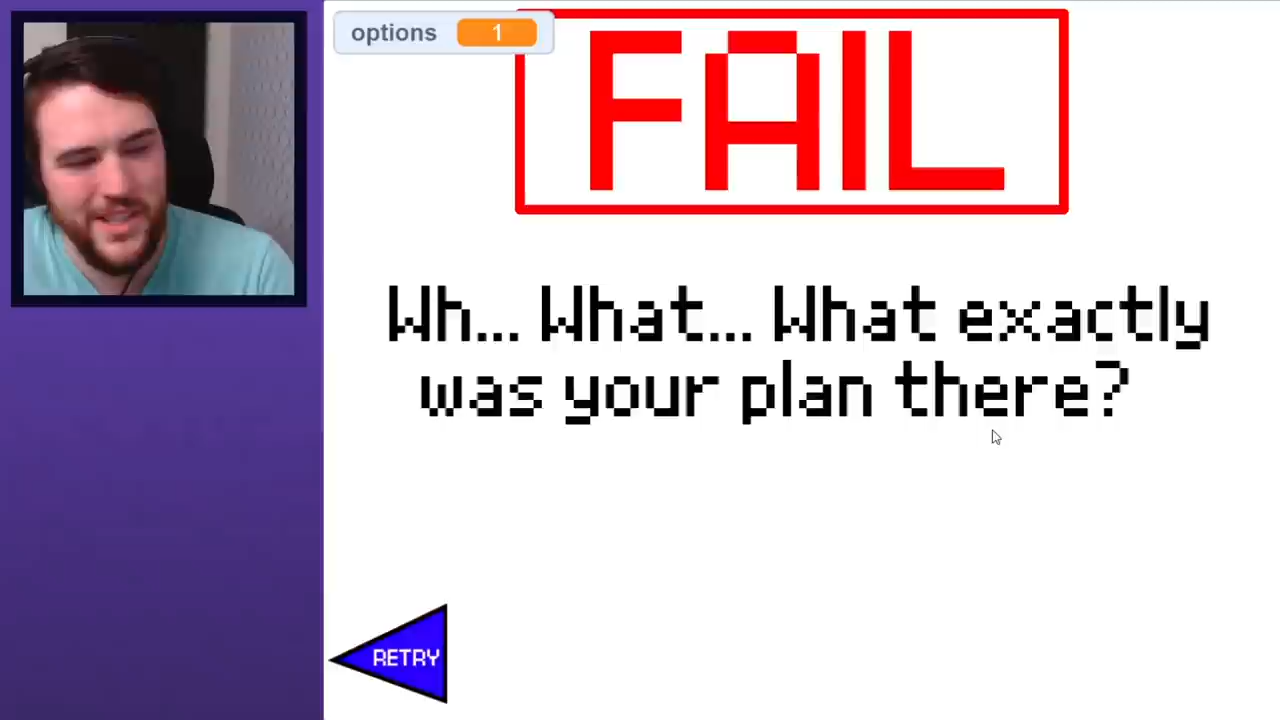 options 1
FAIL
Wh... What... What exactly
was your plan there?
RETRY